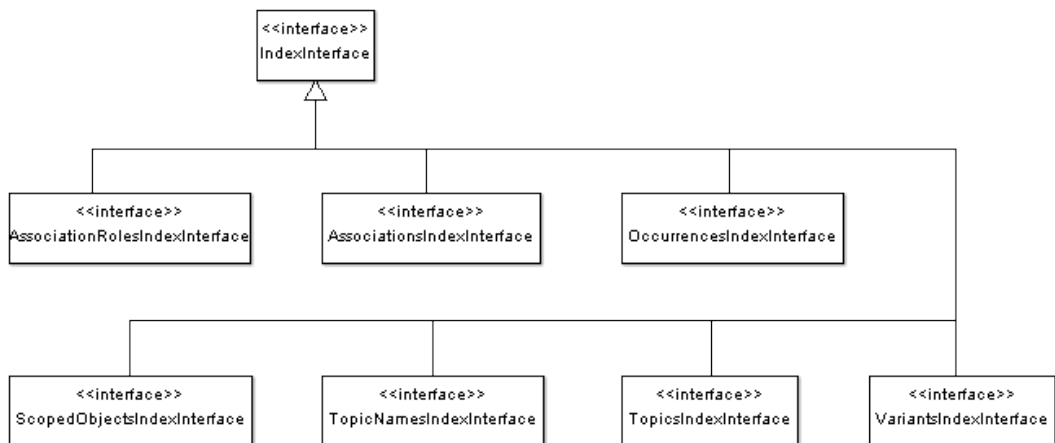 <<interface>>
IndexInterface
<<interface>>
AssociationRolesIndexInterface
<<interface>>
AssociationsIndexInterface
<<interface>>
OccurrencesIndexInterface
<<interface>>
ScopedObjectsIndexInterface
<<interface>>
TopicNamesIndexInterface
<<interface>>
TopicsIndexInterface
<<interface>>
VariantsIndexInterface